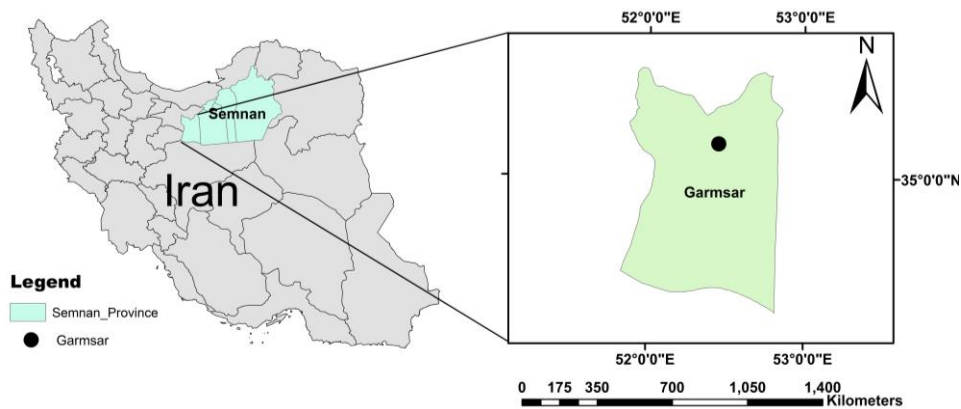 52°0'0"E 53°0'0"E
N
Semnan
Iran
Garmsar
35°0'0"N
Legend
Semnan_Province
Garmsar
52°0'0"E 53°0'0"E
0 175 350 700 1,050 1,400
Kilometers